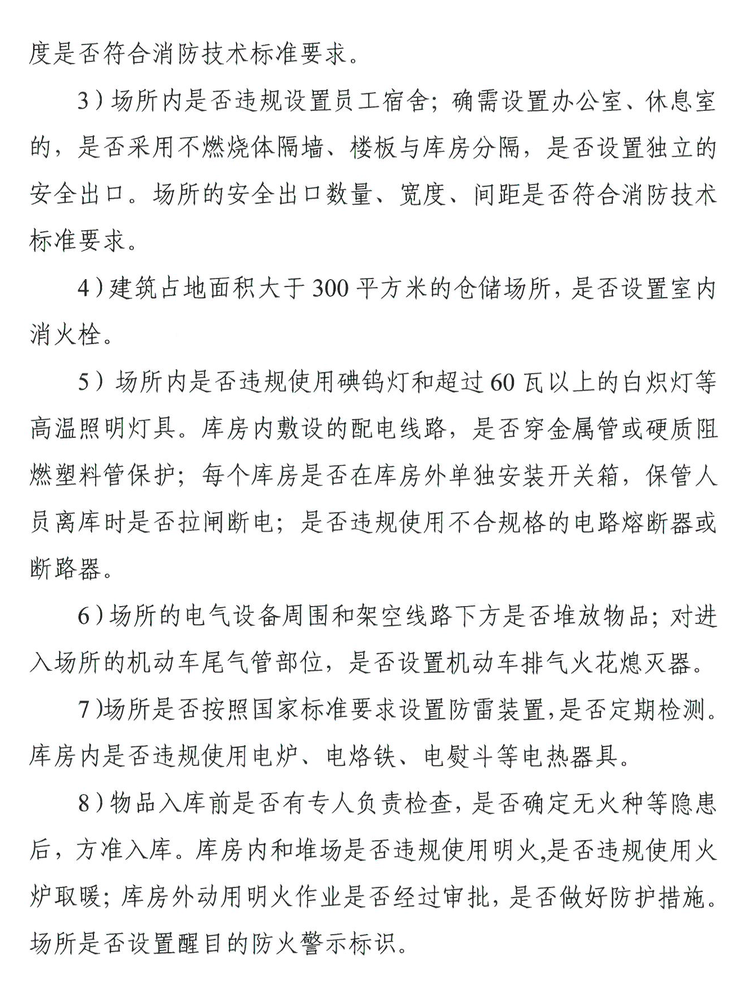 度是否符合消防技术标准要求。
3）场所内是否违规设置员工宿舍；确需设置办公室、休息室
的，是否采用不燃烧体隔墙、楼板与库房分隔，是否设置独立的
安全出口。场所的安全出口数量、宽度、间距是否符合消防技术
标准要求。
4）建筑占地面积大于 300 平方米的仓储场所，是否设置室内
消火栓。
5）场所内是否违规使用碘钨灯和超过 60 瓦以上的白炽灯等
高温照明灯具。库房内敷设的配电线路，是否穿金属管或硬质阻
燃塑料管保护；每个库房是否在库房外单独安装开关箱，保管人
员离库时是否拉闸断电；是否违规使用不合规格的电路熔断器或
断路器。
6）场所的电气设备周围和架空线路下方是否堆放物品；对进
入场所的机动车尾气管部位，是否设置机动车排气火花熄灭器。
7)场所是否按照国家标准要求设置防雷装置,是否定期检测。
库房内是否违规使用电炉、电烙铁、电熨斗等电热器具。
8）物品入库前是否有专人负责检查，是否确定无火种等隐患
后，方准入库。库房内和堆场是否违规使用明火,是否违规使用火
炉取暖；库房外动用明火作业是否经过审批，是否做好防护措施。
场所是否设置醒目的防火警示标识。